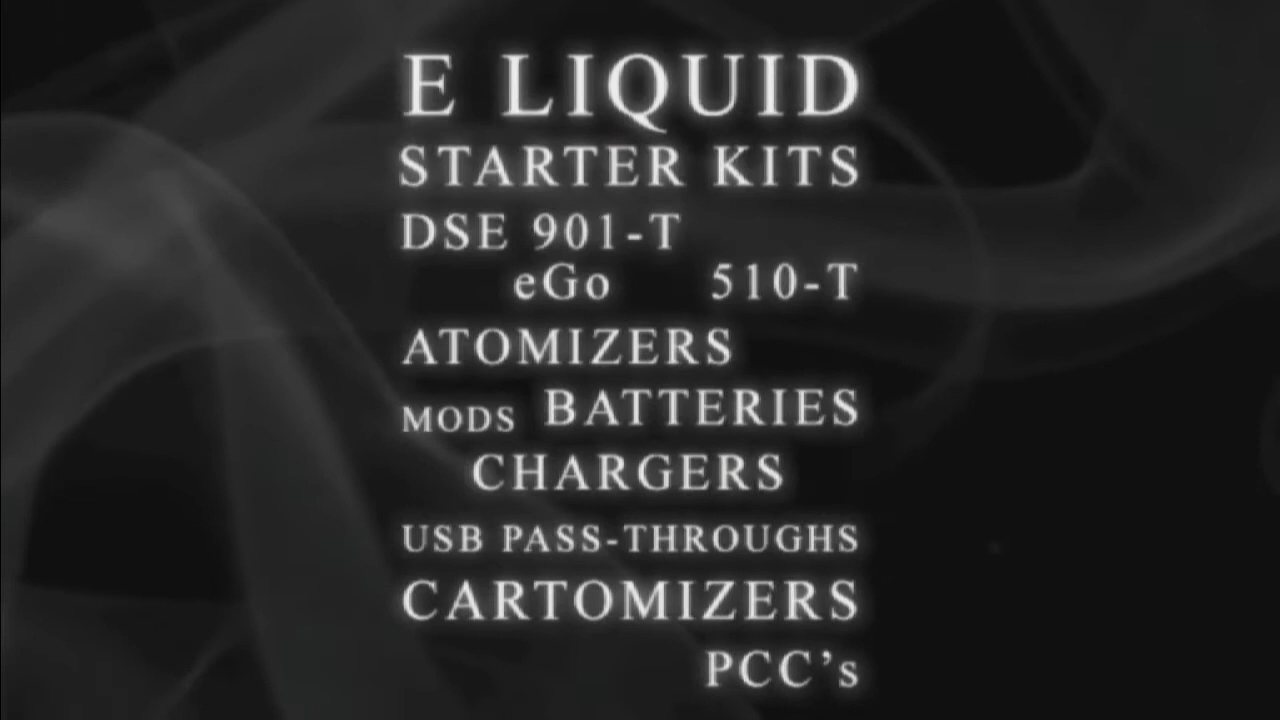 E LIQUID
STARTER KITS
DSE 901-T
eGo 510-T
ATOMIZERS
MODS BATTERIES
CHARGERS
USB PASS-THROUGHS
CARTOMIZERS
PCC's